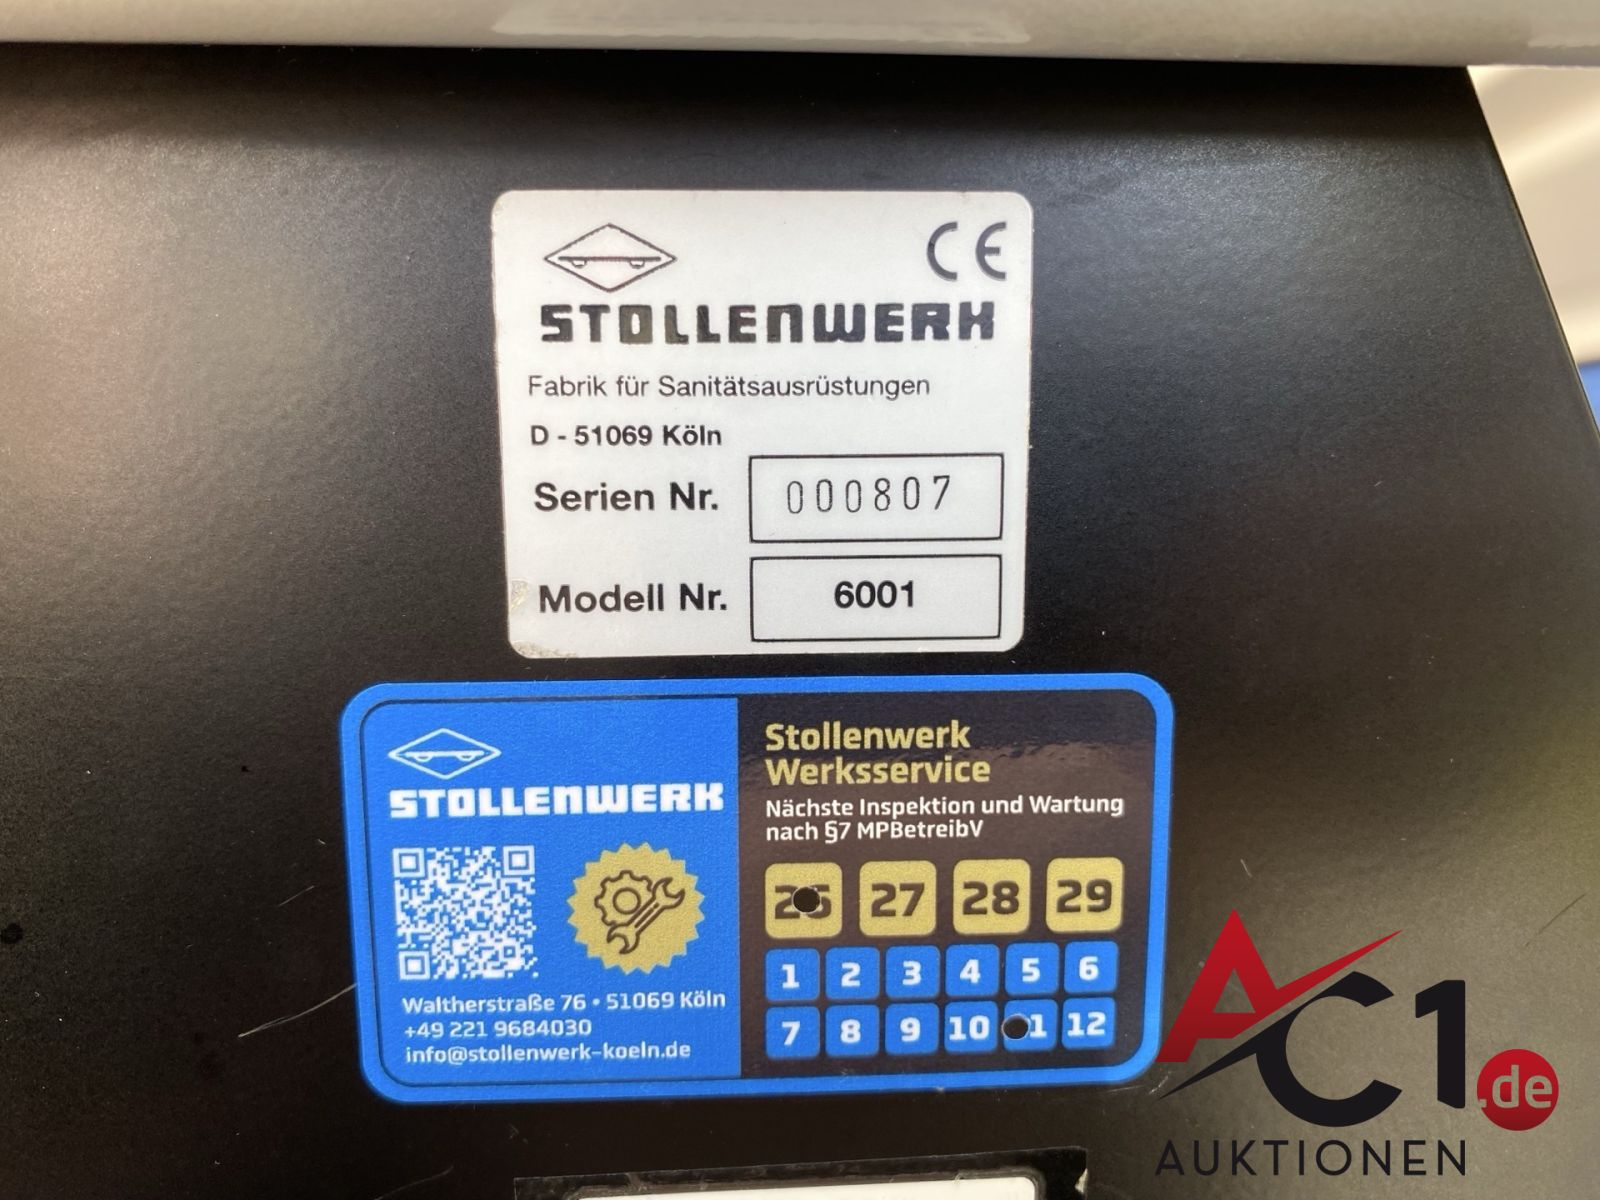 CE
STOLLENWERK
Fabrik für Sanitätsausrüstungen
D - 51069 Köln
Serien Nr. 000807
Modell Nr. 6001
STOLLENWERK
Waltherstraße 76 • 51069 Köln
+49 221 9684030
info@stollenwerk-koeln.de
Stollenwerk
Werksservice
Nächste Inspektion und Wartung
nach §7 MPBetreibV
26 27 28 29
1 2 3 4 5 6
7 8 9 10 11 12
AC1.de
AUKTIONEN